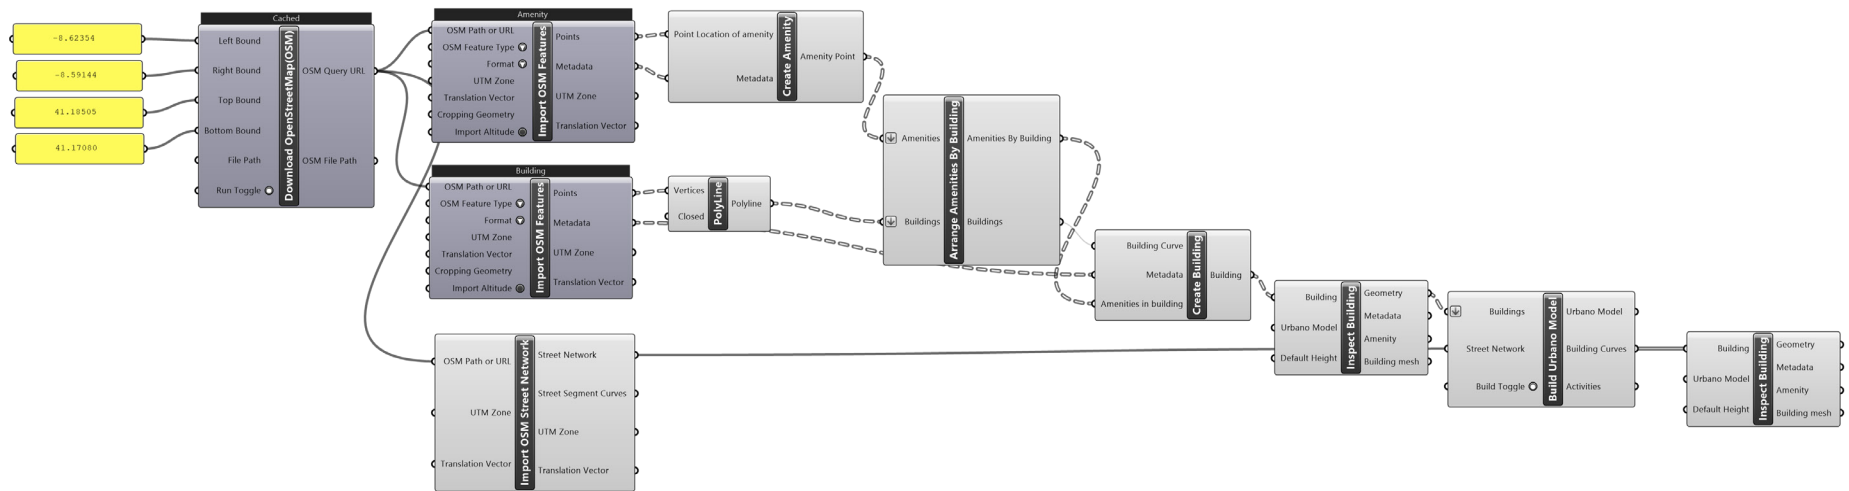 -8.62354
-8.59144
41.18505
41.17080
Cached
Left Bound
Right Bound
Top Bound
Bottom Bound
File Path
Run Toggle
Download OpenStreetMap(OSM)
OSM Query URL
OSM File Path
Amenity
OSM Path or URL
OSM Feature Type
Format
UTM Zone
Translation Vector
Cropping Geometry
Import Altitude
Import OSM Features
Points
Metadata
UTM Zone
Translation Vector
Building
OSM Path or URL
OSM Feature Type
Format
UTM Zone
Translation Vector
Cropping Geometry
Import Altitude
Import OSM Features
Points
Metadata
UTM Zone
Translation Vector
OSM Path or URL
UTM Zone
Translation Vector
Import OSM Street Network
Street Network
Street Segment Curves
UTM Zone
Translation Vector
Point Location of amenity
Metadata
Create Amenity
Amenity Point
Vertices
Closed
PolyLine
Polyline
Amenities
Buildings
Arrange Amenities By Building
Amenities By Building
Buildings
Building Curve
Metadata
Amenities in building
Create Building
Building
Building
Urbano Model
Default Height
Inspect Building
Geometry
Metadata
Amenity
Building mesh
Buildings
Street Network
Build Toggle
Build Urbano Model
Urbano Model
Building Curves
Activities
Building
Urbano Model
Default Height
Inspect Building
Geometry
Metadata
Amenity
Building mesh